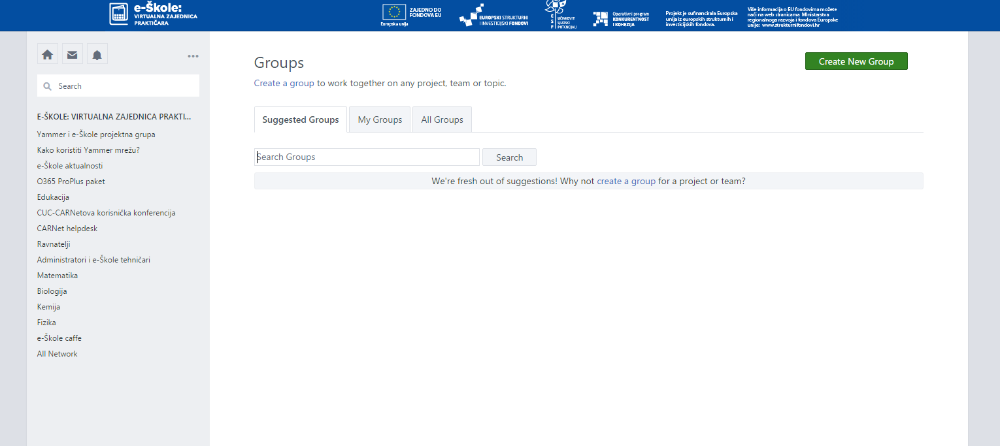 e-Škole:
VIRTUALNA ZAJEDNICA
PRAKTIČARA
Europska unija
ZAJEDNO DO
FONDOVA EU
EUROPSKI STRUKTURNI
I INVESTICIJSKI FONDOVI
ESF
UČINKOVITI
LJUDSKI
POTENCIJALI
Operativni program
KONKURENTNOST
I KOHEZIJA
Projekt je sufinancirala Europska
unija iz europskih strukturnih i
investicijskih fondova.
Više informacija o EU fondovima možete
naći na web stranicama Ministarstva
regionalnoga razvoja i fondova Europske
unije: www.strukturnifondovi.hr
Search
E-ŠKOLE: VIRTUALNA ZAJEDNICA PRAKTI...
Yammer i e-Škole projektna grupa
Kako koristiti Yammer mrežu?
e-Škole aktualnosti
O365 ProPlus paket
Edukacija
CUC-CARNetova korisnička konferencija
CARNet helpdesk
Ravnatelji
Administratori i e-Škole tehničari
Matematika
Biologija
Kemija
Fizika
e-Škole caffe
All Network
Groups
Create New Group
Create a group to work together on any project, team or topic.
Suggested Groups My Groups All Groups
Search Groups Search
We're fresh out of suggestions! Why not create a group for a project or team?